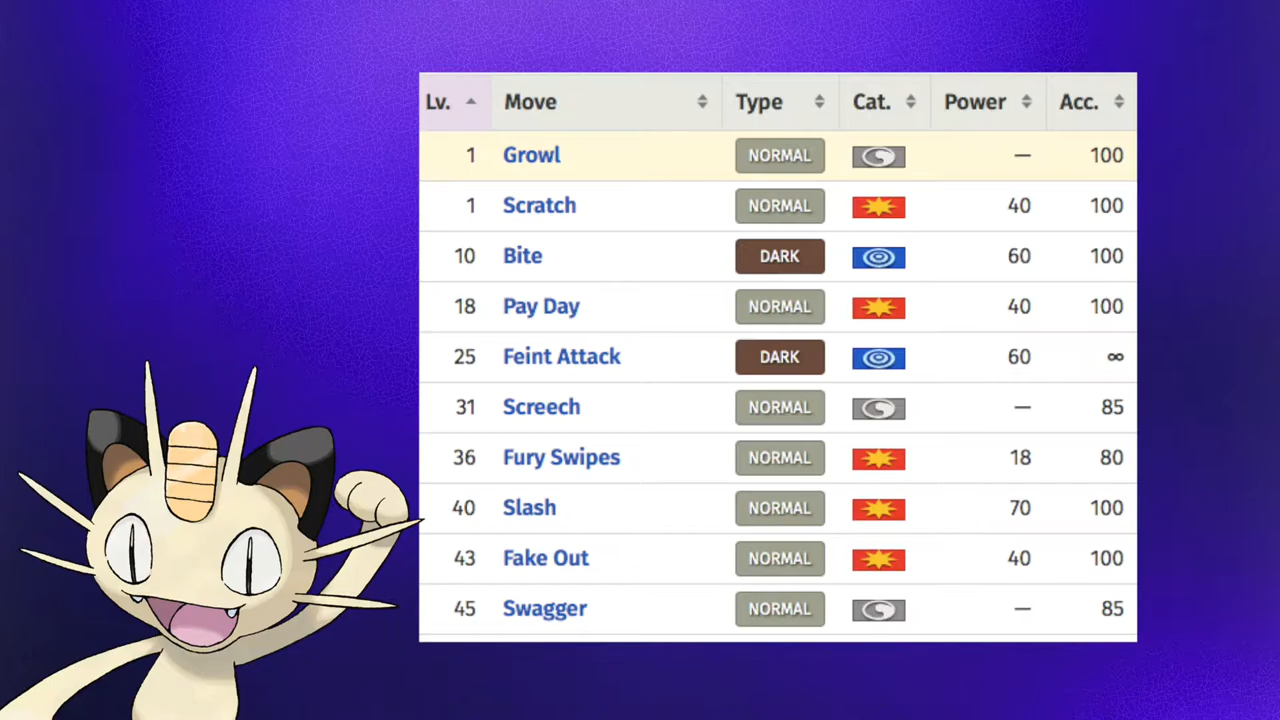 Lv. Move Type Cat. Power Acc.
1 Growl NORMAL — 100
1 Scratch NORMAL 40 100
10 Bite DARK 60 100
18 Pay Day NORMAL 40 100
25 Feint Attack DARK 60 ∞
31 Screech NORMAL — 85
36 Fury Swipes NORMAL 18 80
40 Slash NORMAL 70 100
43 Fake Out NORMAL 40 100
45 Swagger NORMAL — 85